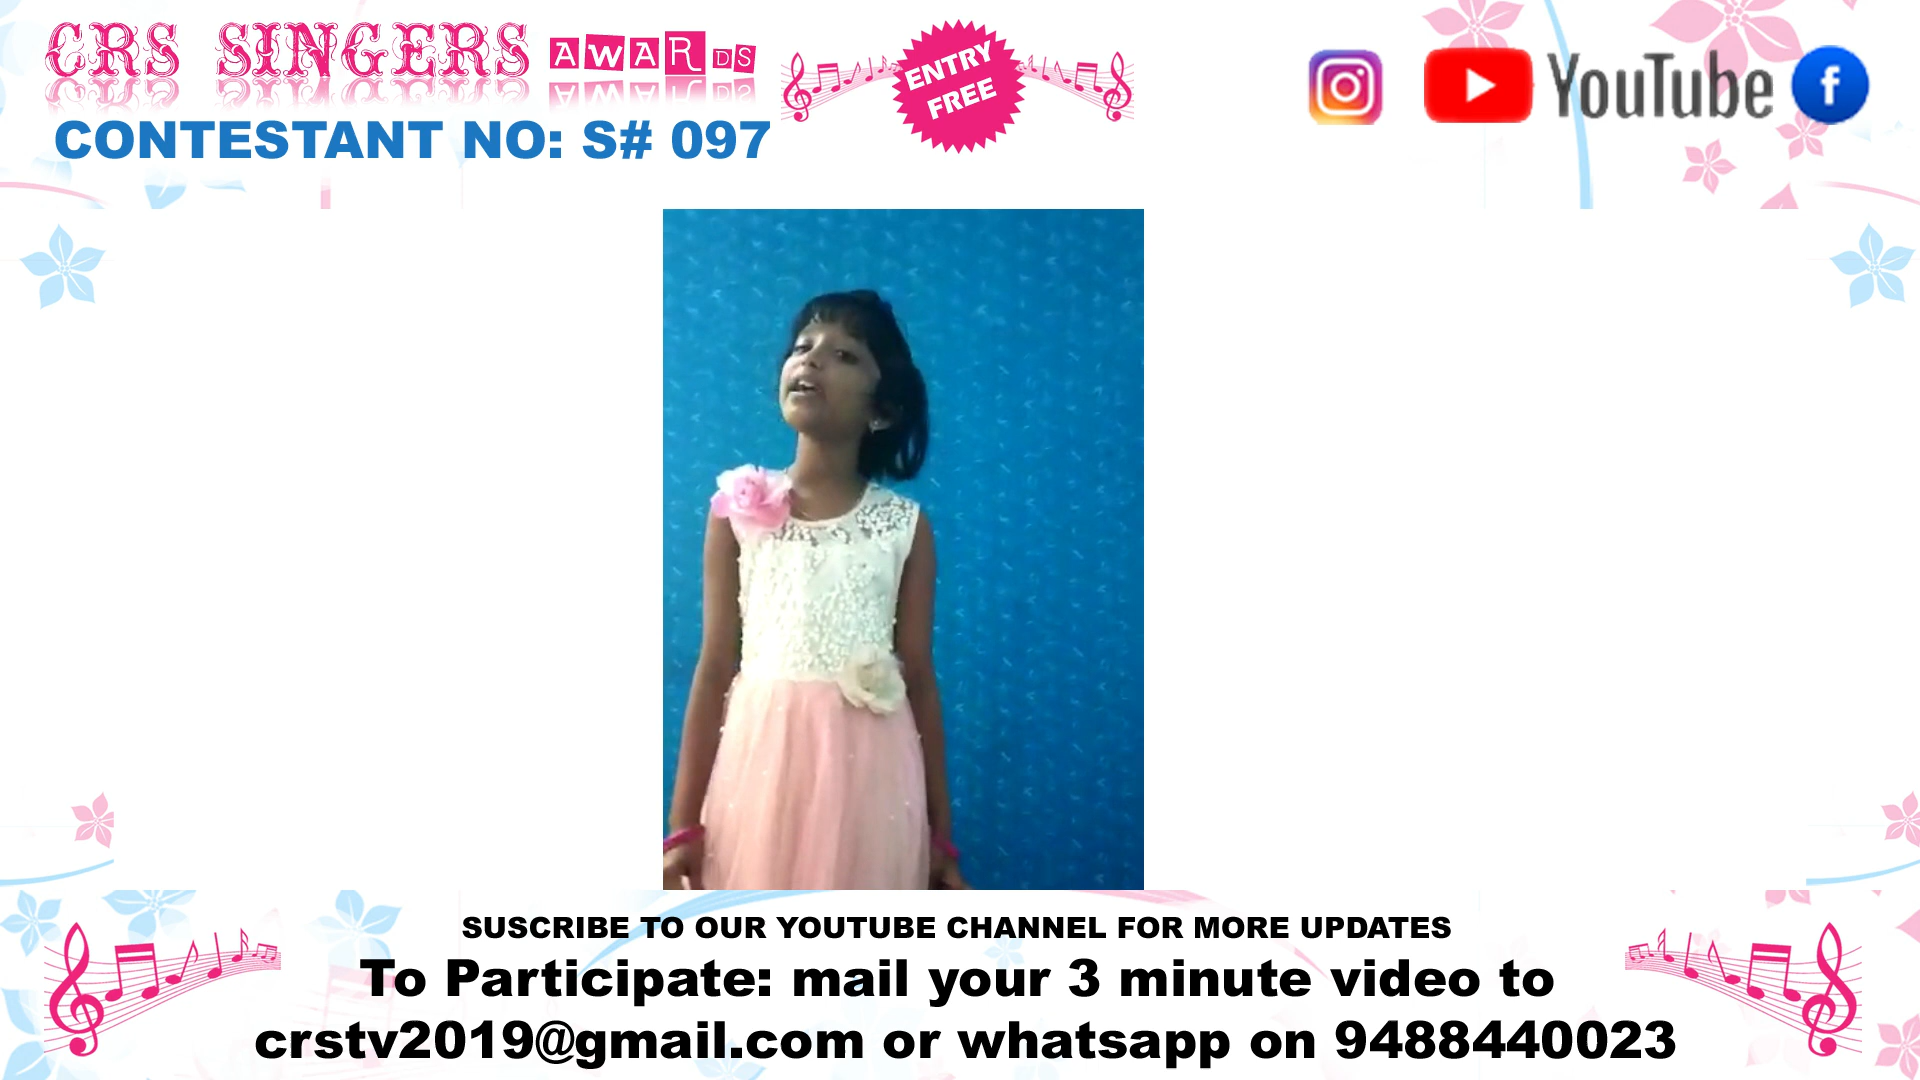 CRS SINGERS AWARDS
ENTRY
FREE
YouTube
CONTESTANT NO: S# 097
SUSCRIBE TO OUR YOUTUBE CHANNEL FOR MORE UPDATES
To Participate: mail your 3 minute video to
crstv2019@gmail.com or whatsapp on 9488440023